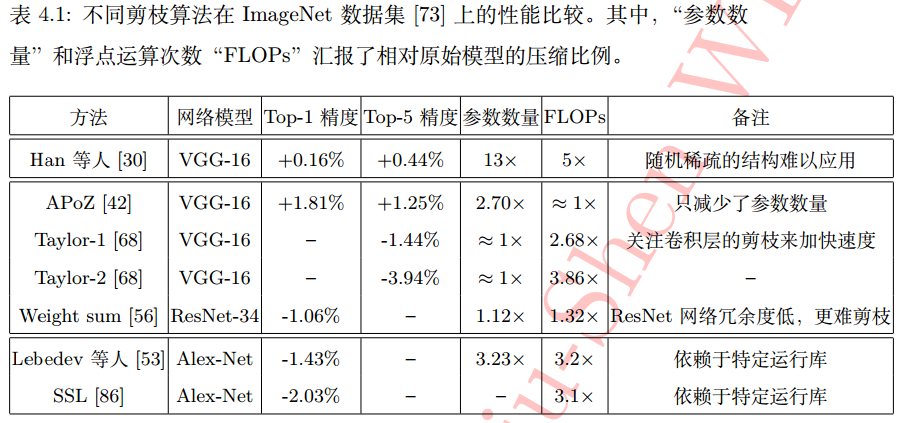 表 4.1: 不同剪枝算法在 ImageNet 数据集 [73] 上的性能比较。其中，“参数数
量”和浮点运算次数“FLOPs”汇报了相对原始模型的压缩比例。
方法 网络模型 Top-1 精度 Top-5 精度 参数数量 FLOPs 备注
Han 等人 [30] VGG-16 +0.16% +0.44% 13× 5× 随机稀疏的结构难以应用
APoZ [42] VGG-16 +1.81% +1.25% 2.70× ≈ 1× 只减少了参数数量
Taylor-1 [68] VGG-16 – -1.44% ≈ 1× 2.68× 关注卷积层的剪枝来加快速度
Taylor-2 [68] VGG-16 – -3.94% ≈ 1× 3.86× –
Weight sum [56] ResNet-34 -1.06% – 1.12× 1.32× ResNet 网络冗余度低，更难剪枝
Lebedev 等人 [53] Alex-Net -1.43% – 3.23× 3.2× 依赖于特定运行库
SSL [86] Alex-Net -2.03% – – 3.1× 依赖于特定运行库
iu-Shen W